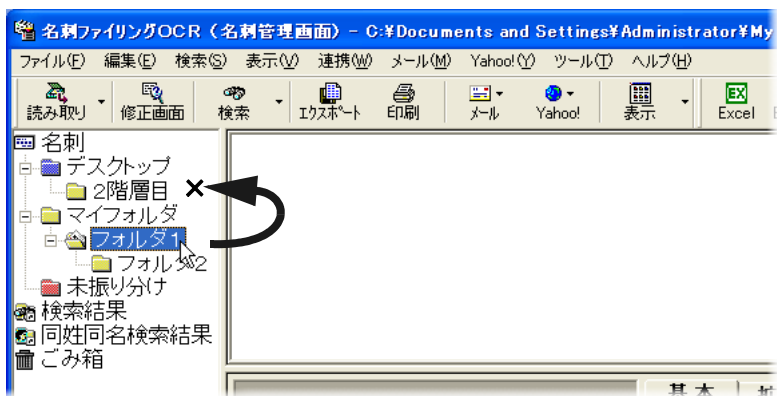 名刺ファイリングOCR（名刺管理画面）- C:¥Documents and Settings¥Administrator¥My
ファイル(F) 編集(E) 検索(S) 表示(V) 連携(W) メール(M) Yahoo!(Y) ツール(T) ヘルプ(H)
読み取り 修正画面 検索 エクスポート 印刷 メール Yahoo! 表示 Excel
名刺
デスクトップ
2階層目 ×
マイフォルダ
フォルダ1
フォルダ2
未振り分け
検索結果
同姓同名検索結果
ごみ箱
基本